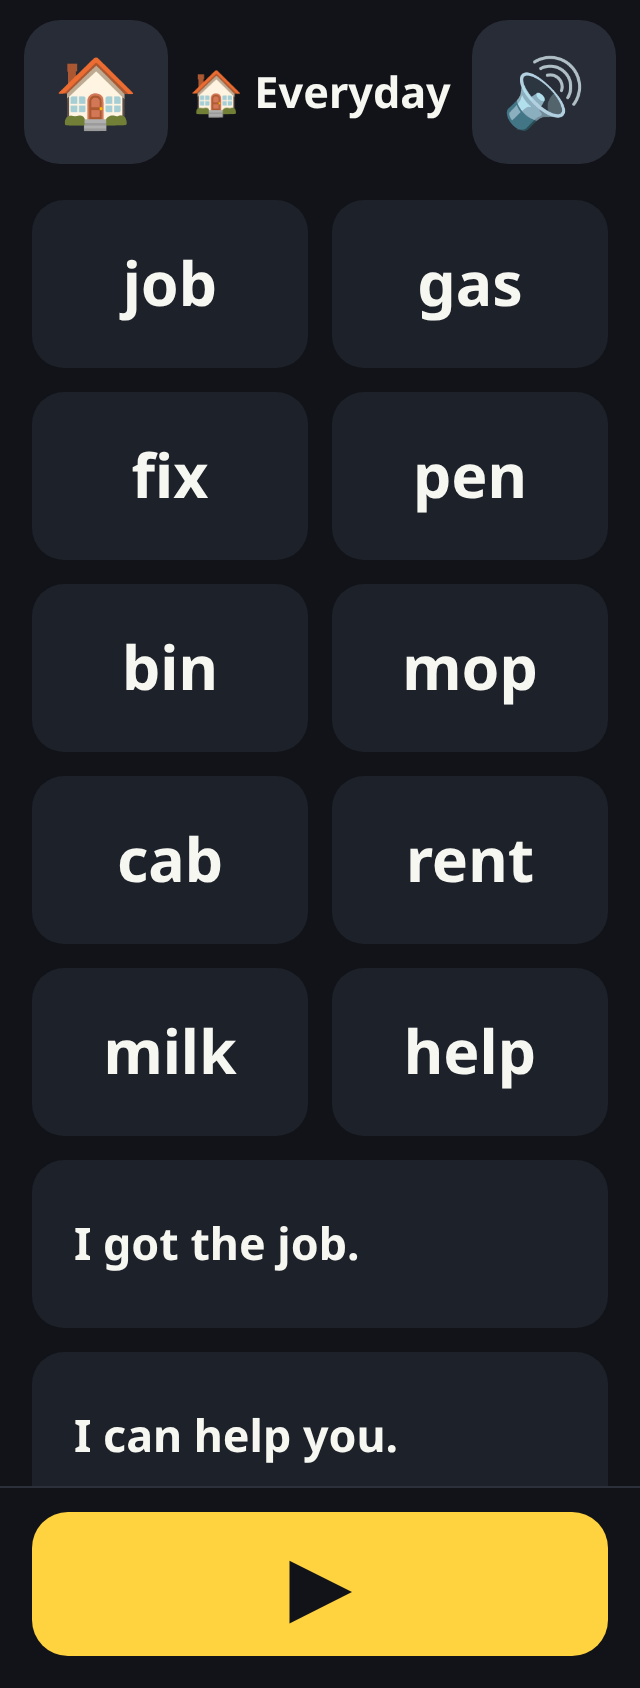 Everyday
job
gas
fix
pen
bin
mop
cab
rent
milk
help
I got the job.
I can help you.